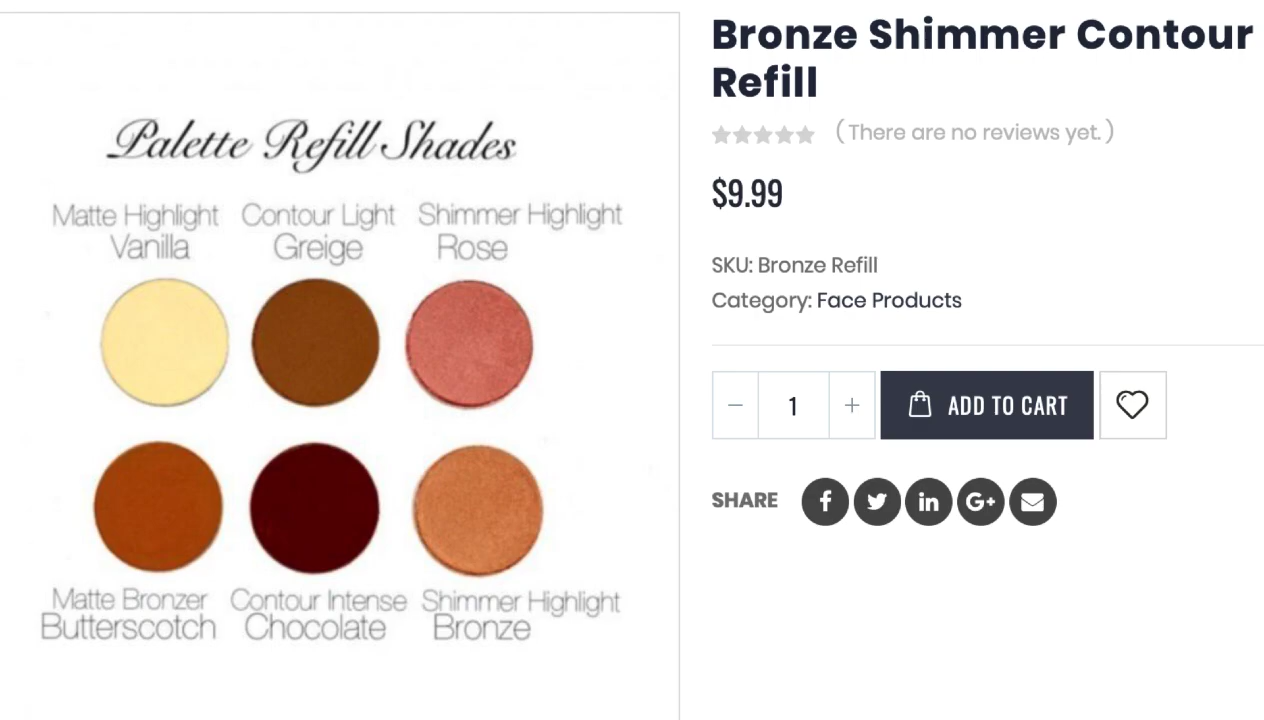 Palette Refill Shades
Matte Highlight Contour Light Shimmer Highlight
Vanilla Greige Rose
Matte Bronzer Contour Intense Shimmer Highlight
Butterscotch Chocolate Bronze
Bronze Shimmer Contour
Refill
( There are no reviews yet. )
$9.99
SKU: Bronze Refill
Category: Face Products
1
ADD TO CART
SHARE